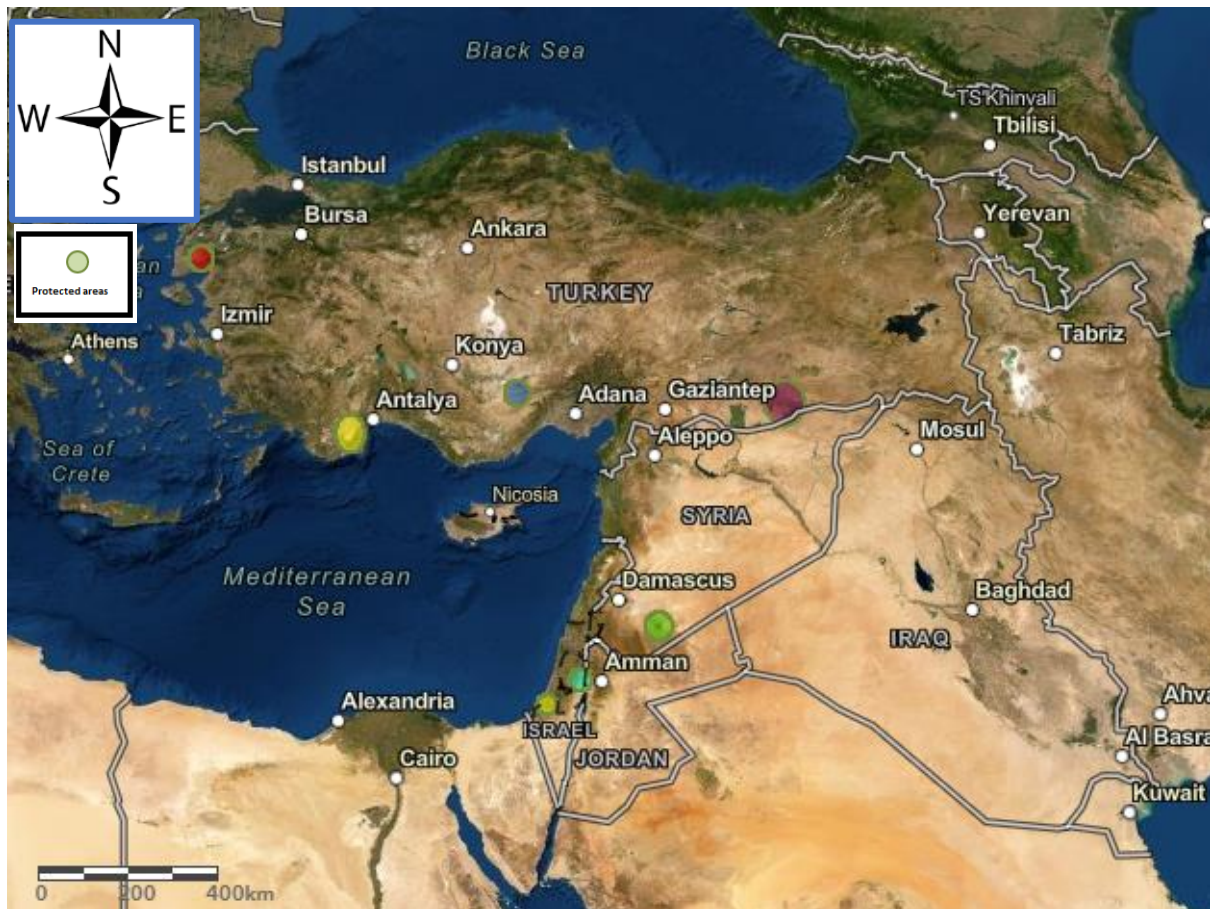 N
W E
S
Protected areas
an
a
Black Sea
TS'Khinvali
Tbilisi
Istanbul
Bursa
Ankara
Yerevan
TURKEY
Izmir
Athens
Konya
Tabriz
Antalya
Adana
Gaziantep
Aleppo
Mosul
Sea of
Crete
Nicosia
SYRIA
Mediterranean
Sea
Damascus
Baghdad
IRAQ
Amman
Alexandria
ISRAEL
JORDAN
Cairo
Ahva
Al Basra
Kuwait
0 200 400km